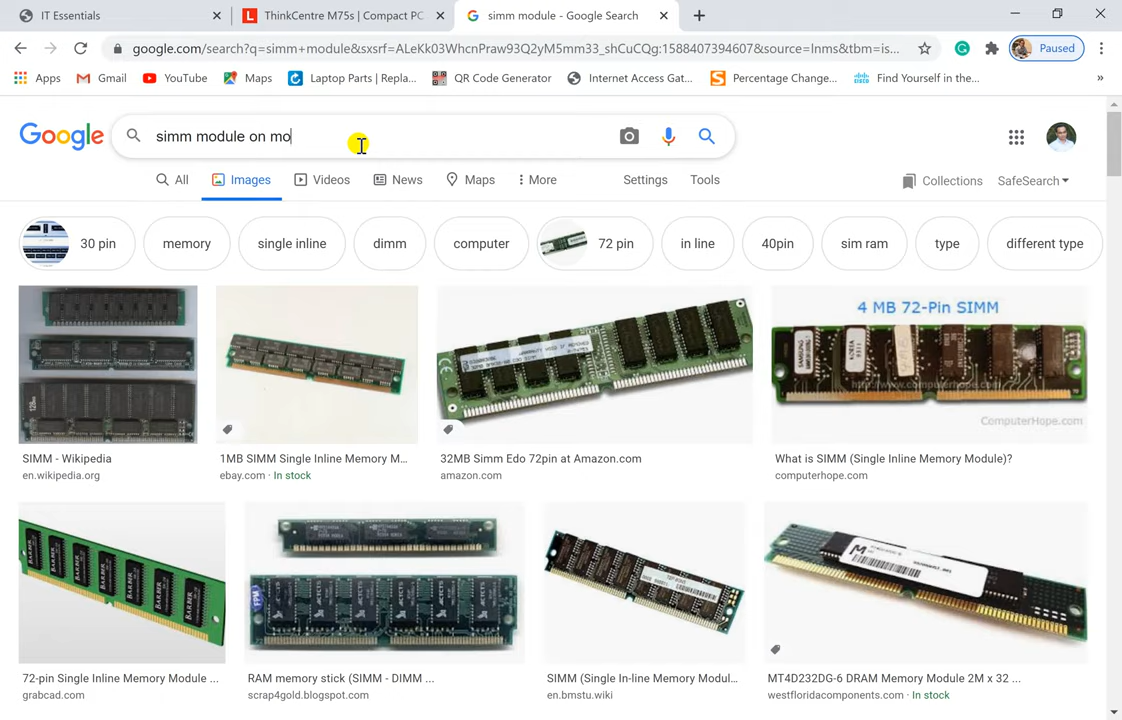 IT Essentials
ThinkCentre M75s | Compact PC
simm module - Google Search
google.com/search?q=simm+module&sxsrf=ALeKk03WhcnPraw93Q2yM5mm33_shCuCQg:1588407394607&source=lnms&tbm=is...
Paused
Apps
Gmail
YouTube
Maps
Laptop Parts | Repla...
QR Code Generator
Internet Access Gat...
Percentage Change...
Find Yourself in the...
»
Google
simm module on mo
All
Images
Videos
News
Maps
More
Settings
Tools
Collections
SafeSearch
30 pin
memory
single inline
dimm
computer
72 pin
in line
40pin
sim ram
type
different type
4 MB 72-Pin SIMM
ComputerHope.com
SIMM - Wikipedia
en.wikipedia.org
1MB SIMM Single Inline Memory M...
ebay.com · In stock
32MB Simm Edo 72pin at Amazon.com
amazon.com
What is SIMM (Single Inline Memory Module)?
computerhope.com
72-pin Single Inline Memory Module ...
grabcad.com
RAM memory stick (SIMM - DIMM ...
scrap4gold.blogspot.com
SIMM (Single In-line Memory Modul...
en.bmstu.wiki
MT4D232DG-6 DRAM Memory Module 2M x 32 ...
westfloridacomponents.com · In stock